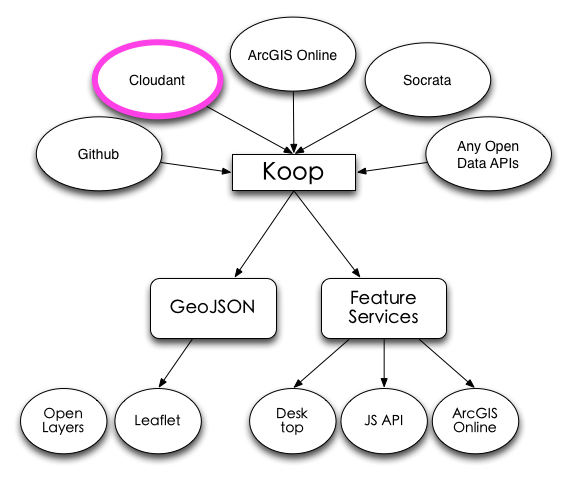 ArcGIS Online
Cloudant
Socrata
Github
Any Open
Data APIs
Koop
GeoJSON
Feature
Services
Open
Layers
Leaflet
Desk
top
JS API
ArcGIS
Online